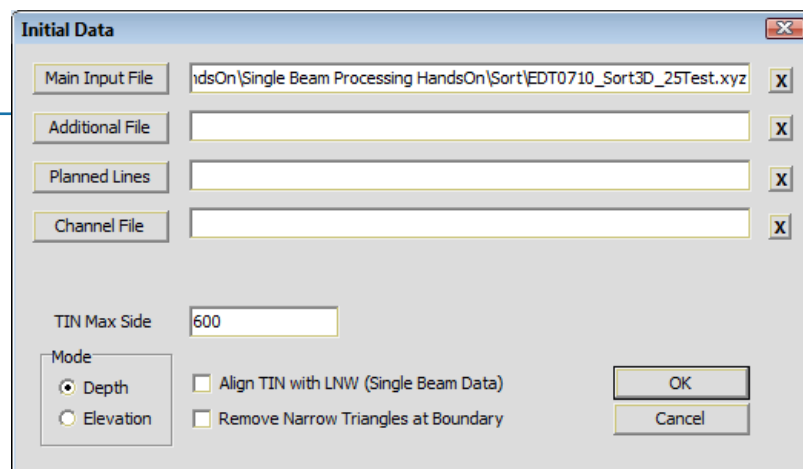 Initial Data
Main Input File ndsOn\Single Beam Processing HandsOn\Sort\EDT0710_Sort3D_25Test.xyz X
Additional File X
Planned Lines X
Channel File X
TIN Max Side 600
Mode
Depth Align TIN with LNW (Single Beam Data) OK
Elevation Remove Narrow Triangles at Boundary Cancel